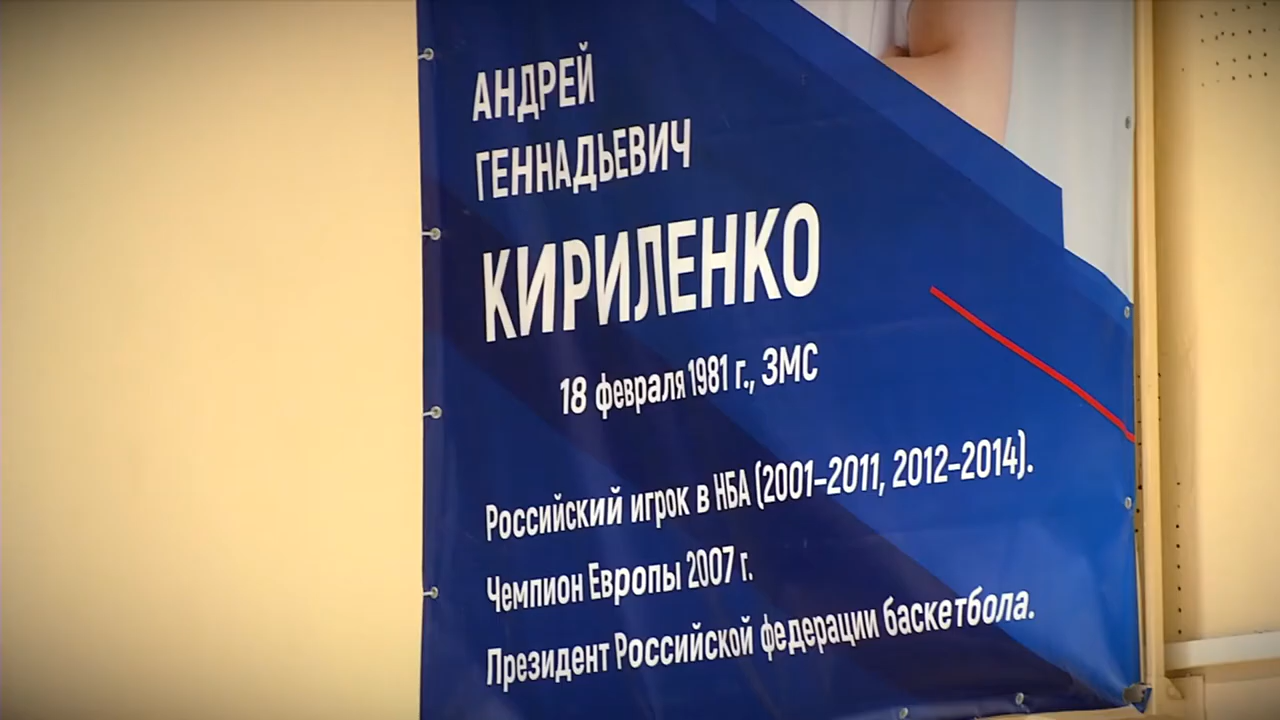 АНДРЕЙ
ГЕННАДЬЕВИЧ
КИРИЛЕНКО
18 февраля 1981 г., ЗМС
Российский игрок в НБА (2001–2011, 2012–2014).
Чемпион Европы 2007 г.
Президент Российской федерации баскетбола.